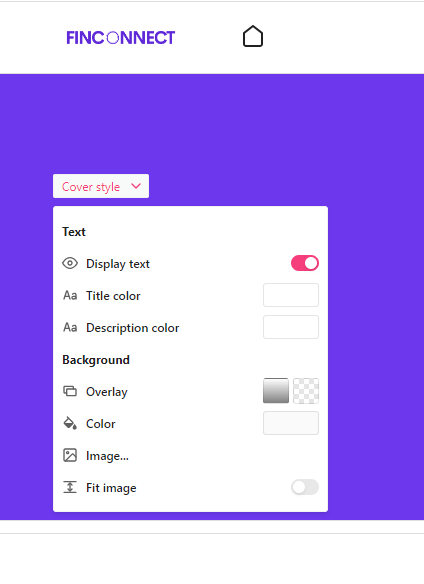 FINCONNECT
Cover style
Text
Display text
Aa Title color
Aa Description color
Background
Overlay
Color
Image...
Fit image